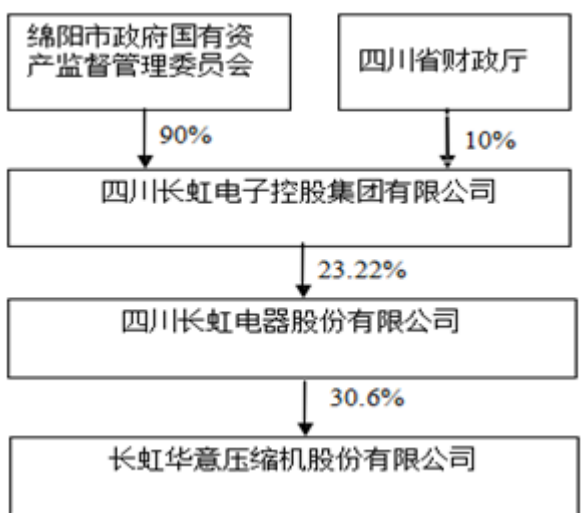 绵阳市政府国有资
产监督管理委员会
四川省财政厅
90%
10%
四川长虹电子控股集团有限公司
23.22%
四川长虹电器股份有限公司
30.6%
长虹华意压缩机股份有限公司